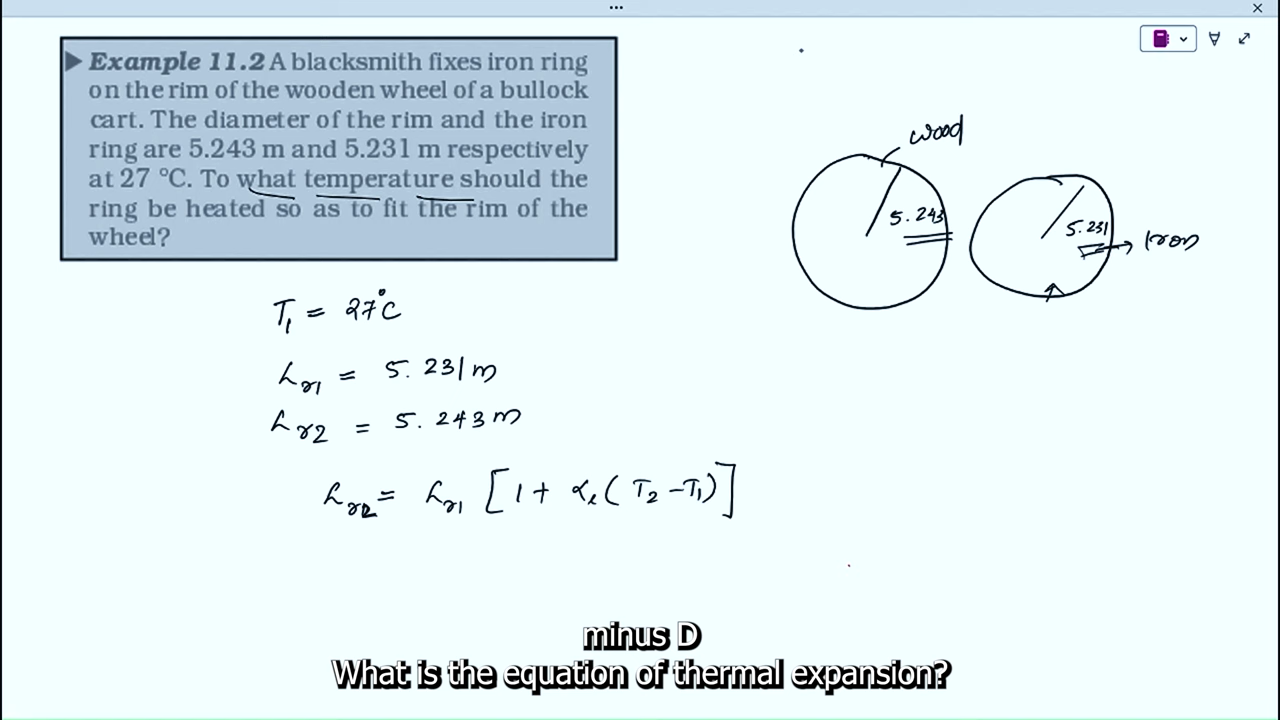 Example 11.2 A blacksmith fixes iron ring
on the rim of the wooden wheel of a bullock
cart. The diameter of the rim and the iron
ring are 5.243 m and 5.231 m respectively
at 27 °C. To what temperature should the
ring be heated so as to fit the rim of the
wheel?
wood
5.243
5.231
Iron
T₁ = 27°C
Lr1 = 5.231m
Lr2 = 5.243m
Lr2 = Lr1 [1 + αl (T₂ - T₁)]
minus D
What is the equation of thermal expansion?